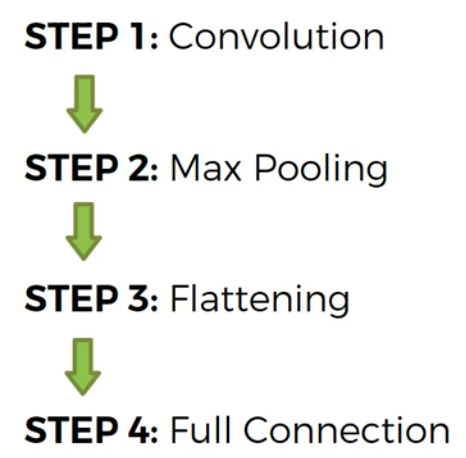 STEP 1: Convolution
STEP 2: Max Pooling
STEP 3: Flattening
STEP 4: Full Connection